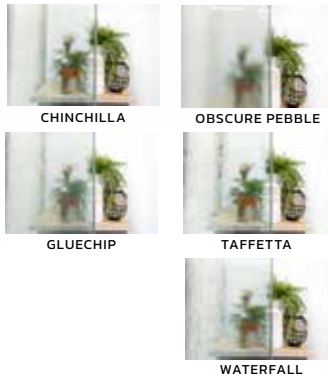 CHINCHILLA
OBSCURE PEBBLE
GLUECHIP
TAFFETTA
WATERFALL